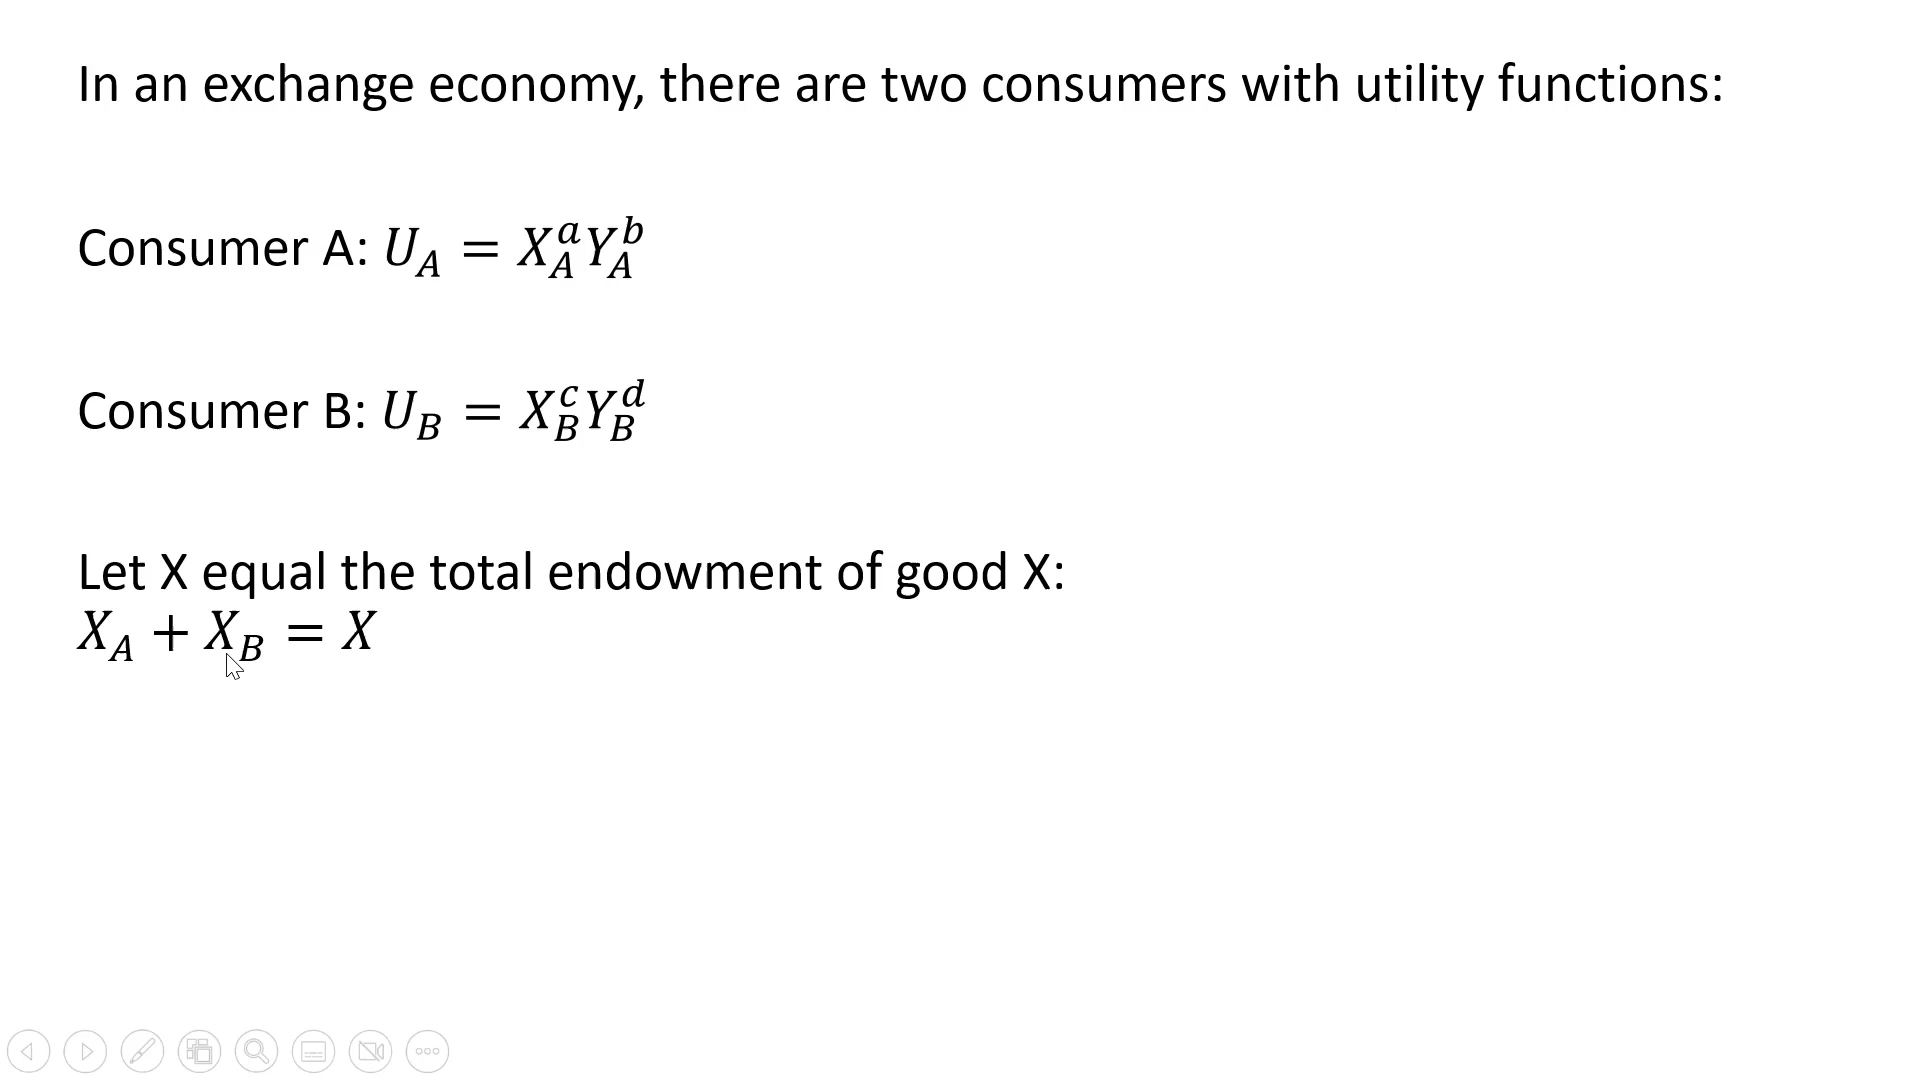 In an exchange economy, there are two consumers with utility functions:
Consumer A: $U_A = X_A^a Y_A^b$
Consumer B: $U_B = X_B^c Y_B^d$
Let X equal the total endowment of good X:
$X_A + X_B = X$